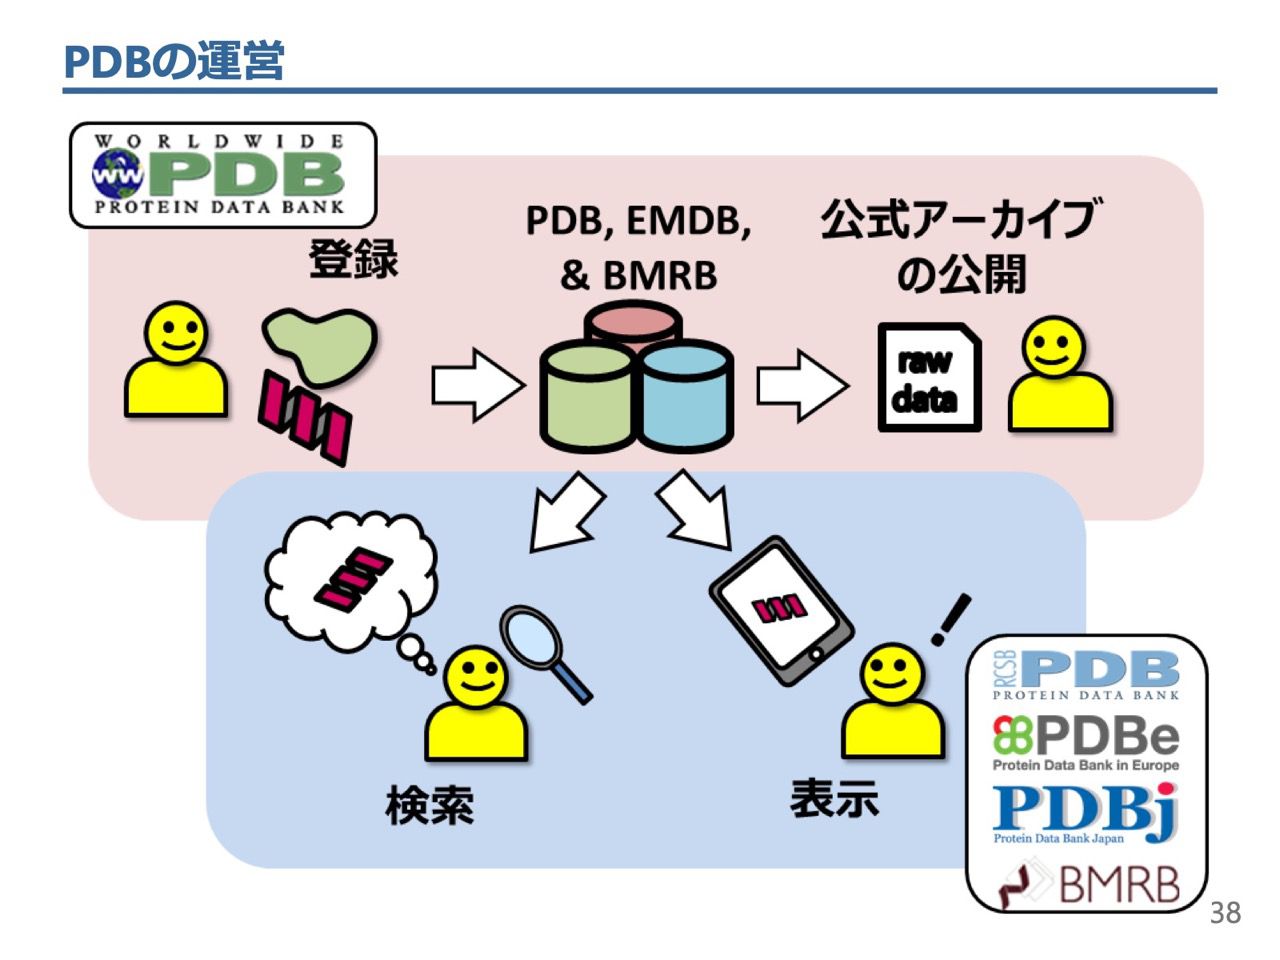 PDBの運営
WORLDWIDE
wwPDB
PROTEIN DATA BANK
登録
PDB, EMDB,
& BMRB
公式アーカイブ
の公開
raw
data
!
検索
表示
RCSB PDB
PROTEIN DATA BANK
PDBe
Protein Data Bank in Europe
PDBj
Protein Data Bank Japan
BMRB
38